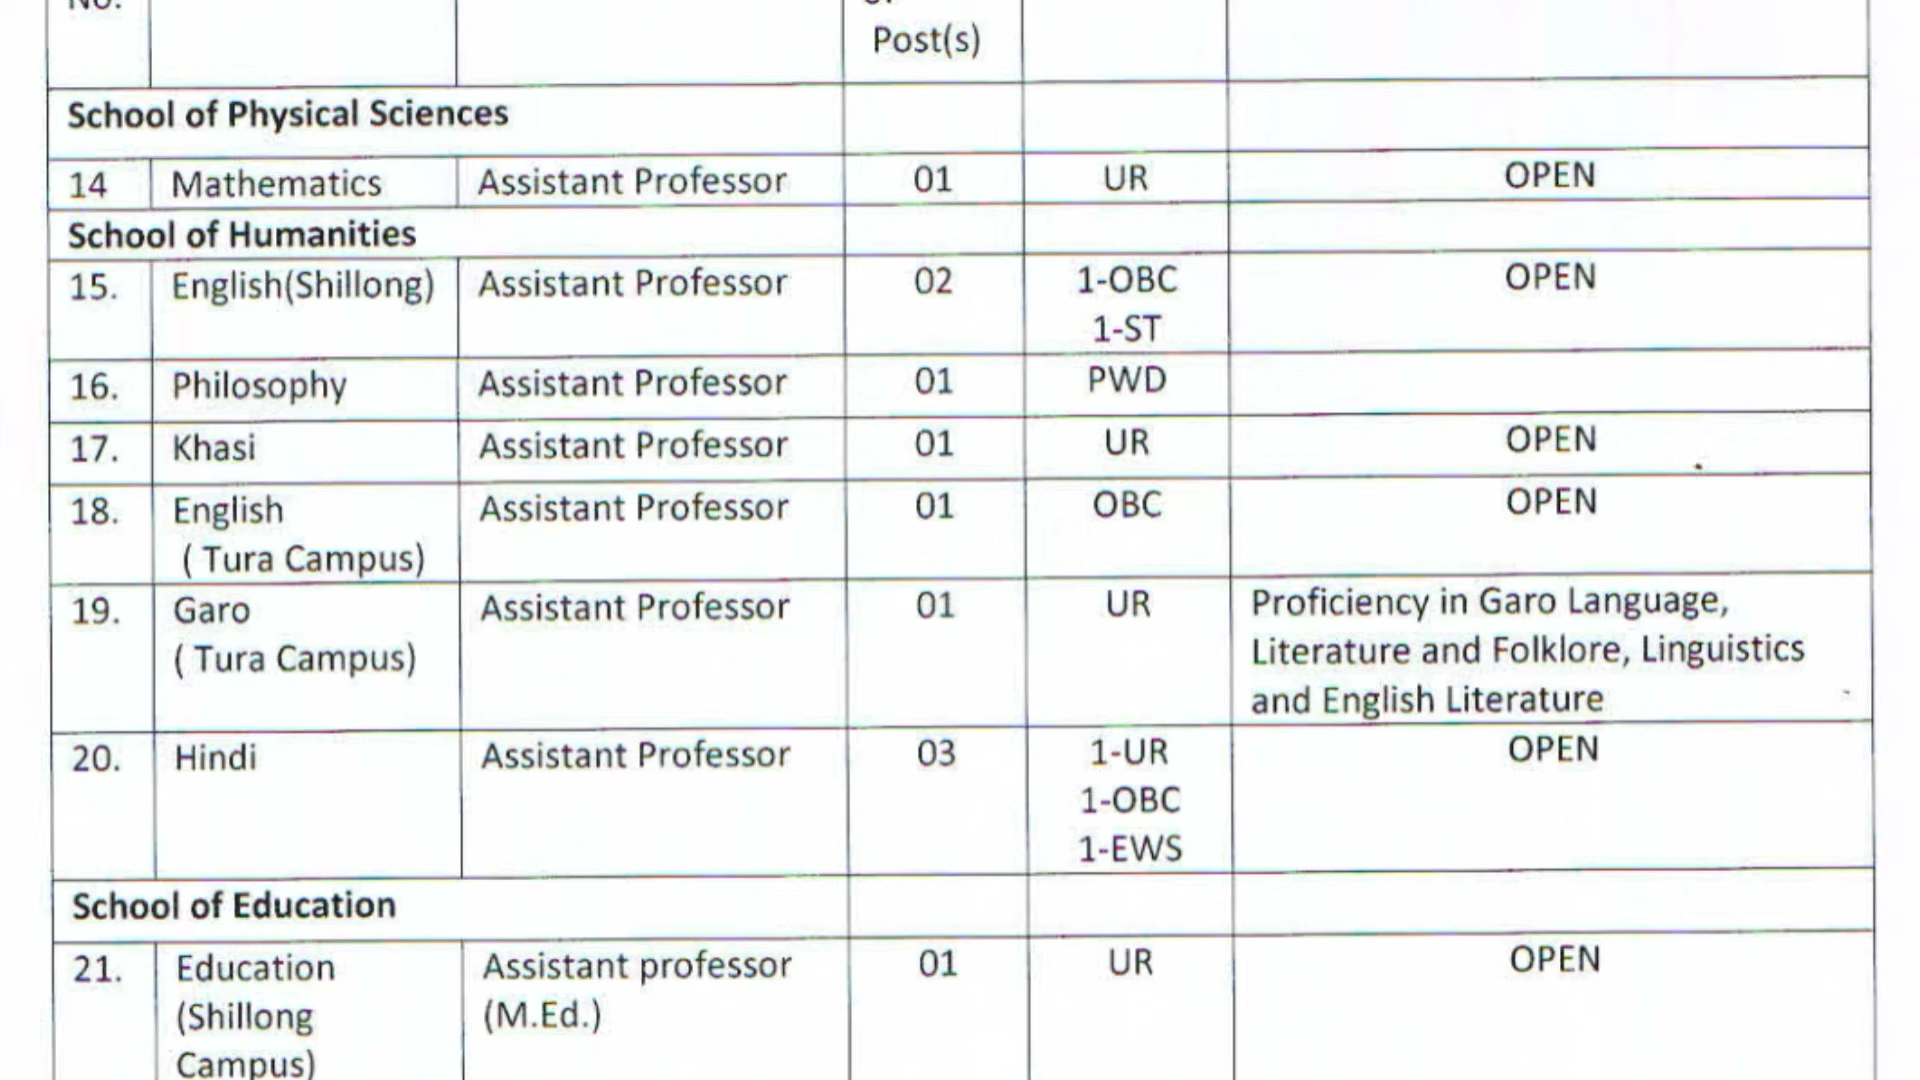 No.
Post(s)
School of Physical Sciences
14 Mathematics Assistant Professor 01 UR OPEN
School of Humanities
15. English(Shillong) Assistant Professor 02 1-OBC OPEN
1-ST
16. Philosophy Assistant Professor 01 PWD
17. Khasi Assistant Professor 01 UR OPEN
18. English Assistant Professor 01 OBC OPEN
( Tura Campus)
19. Garo Assistant Professor 01 UR Proficiency in Garo Language,
( Tura Campus) Literature and Folklore, Linguistics
and English Literature
20. Hindi Assistant Professor 03 1-UR OPEN
1-OBC
1-EWS
School of Education
21. Education Assistant professor 01 UR OPEN
(Shillong (M.Ed.)
Campus)